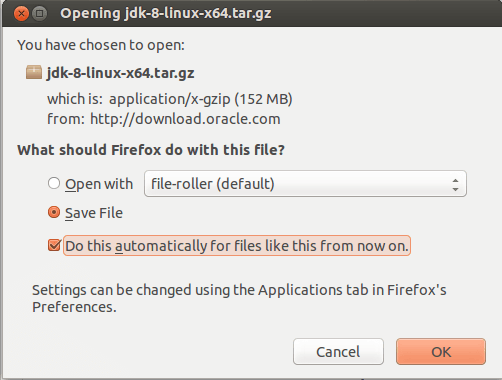 Opening jdk-8-linux-x64.tar.gz
You have chosen to open:
jdk-8-linux-x64.tar.gz
which is: application/x-gzip (152 MB)
from: http://download.oracle.com
What should Firefox do with this file?
Open with file-roller (default)
Save File
Do this automatically for files like this from now on.
Settings can be changed using the Applications tab in Firefox's
Preferences.
Cancel OK